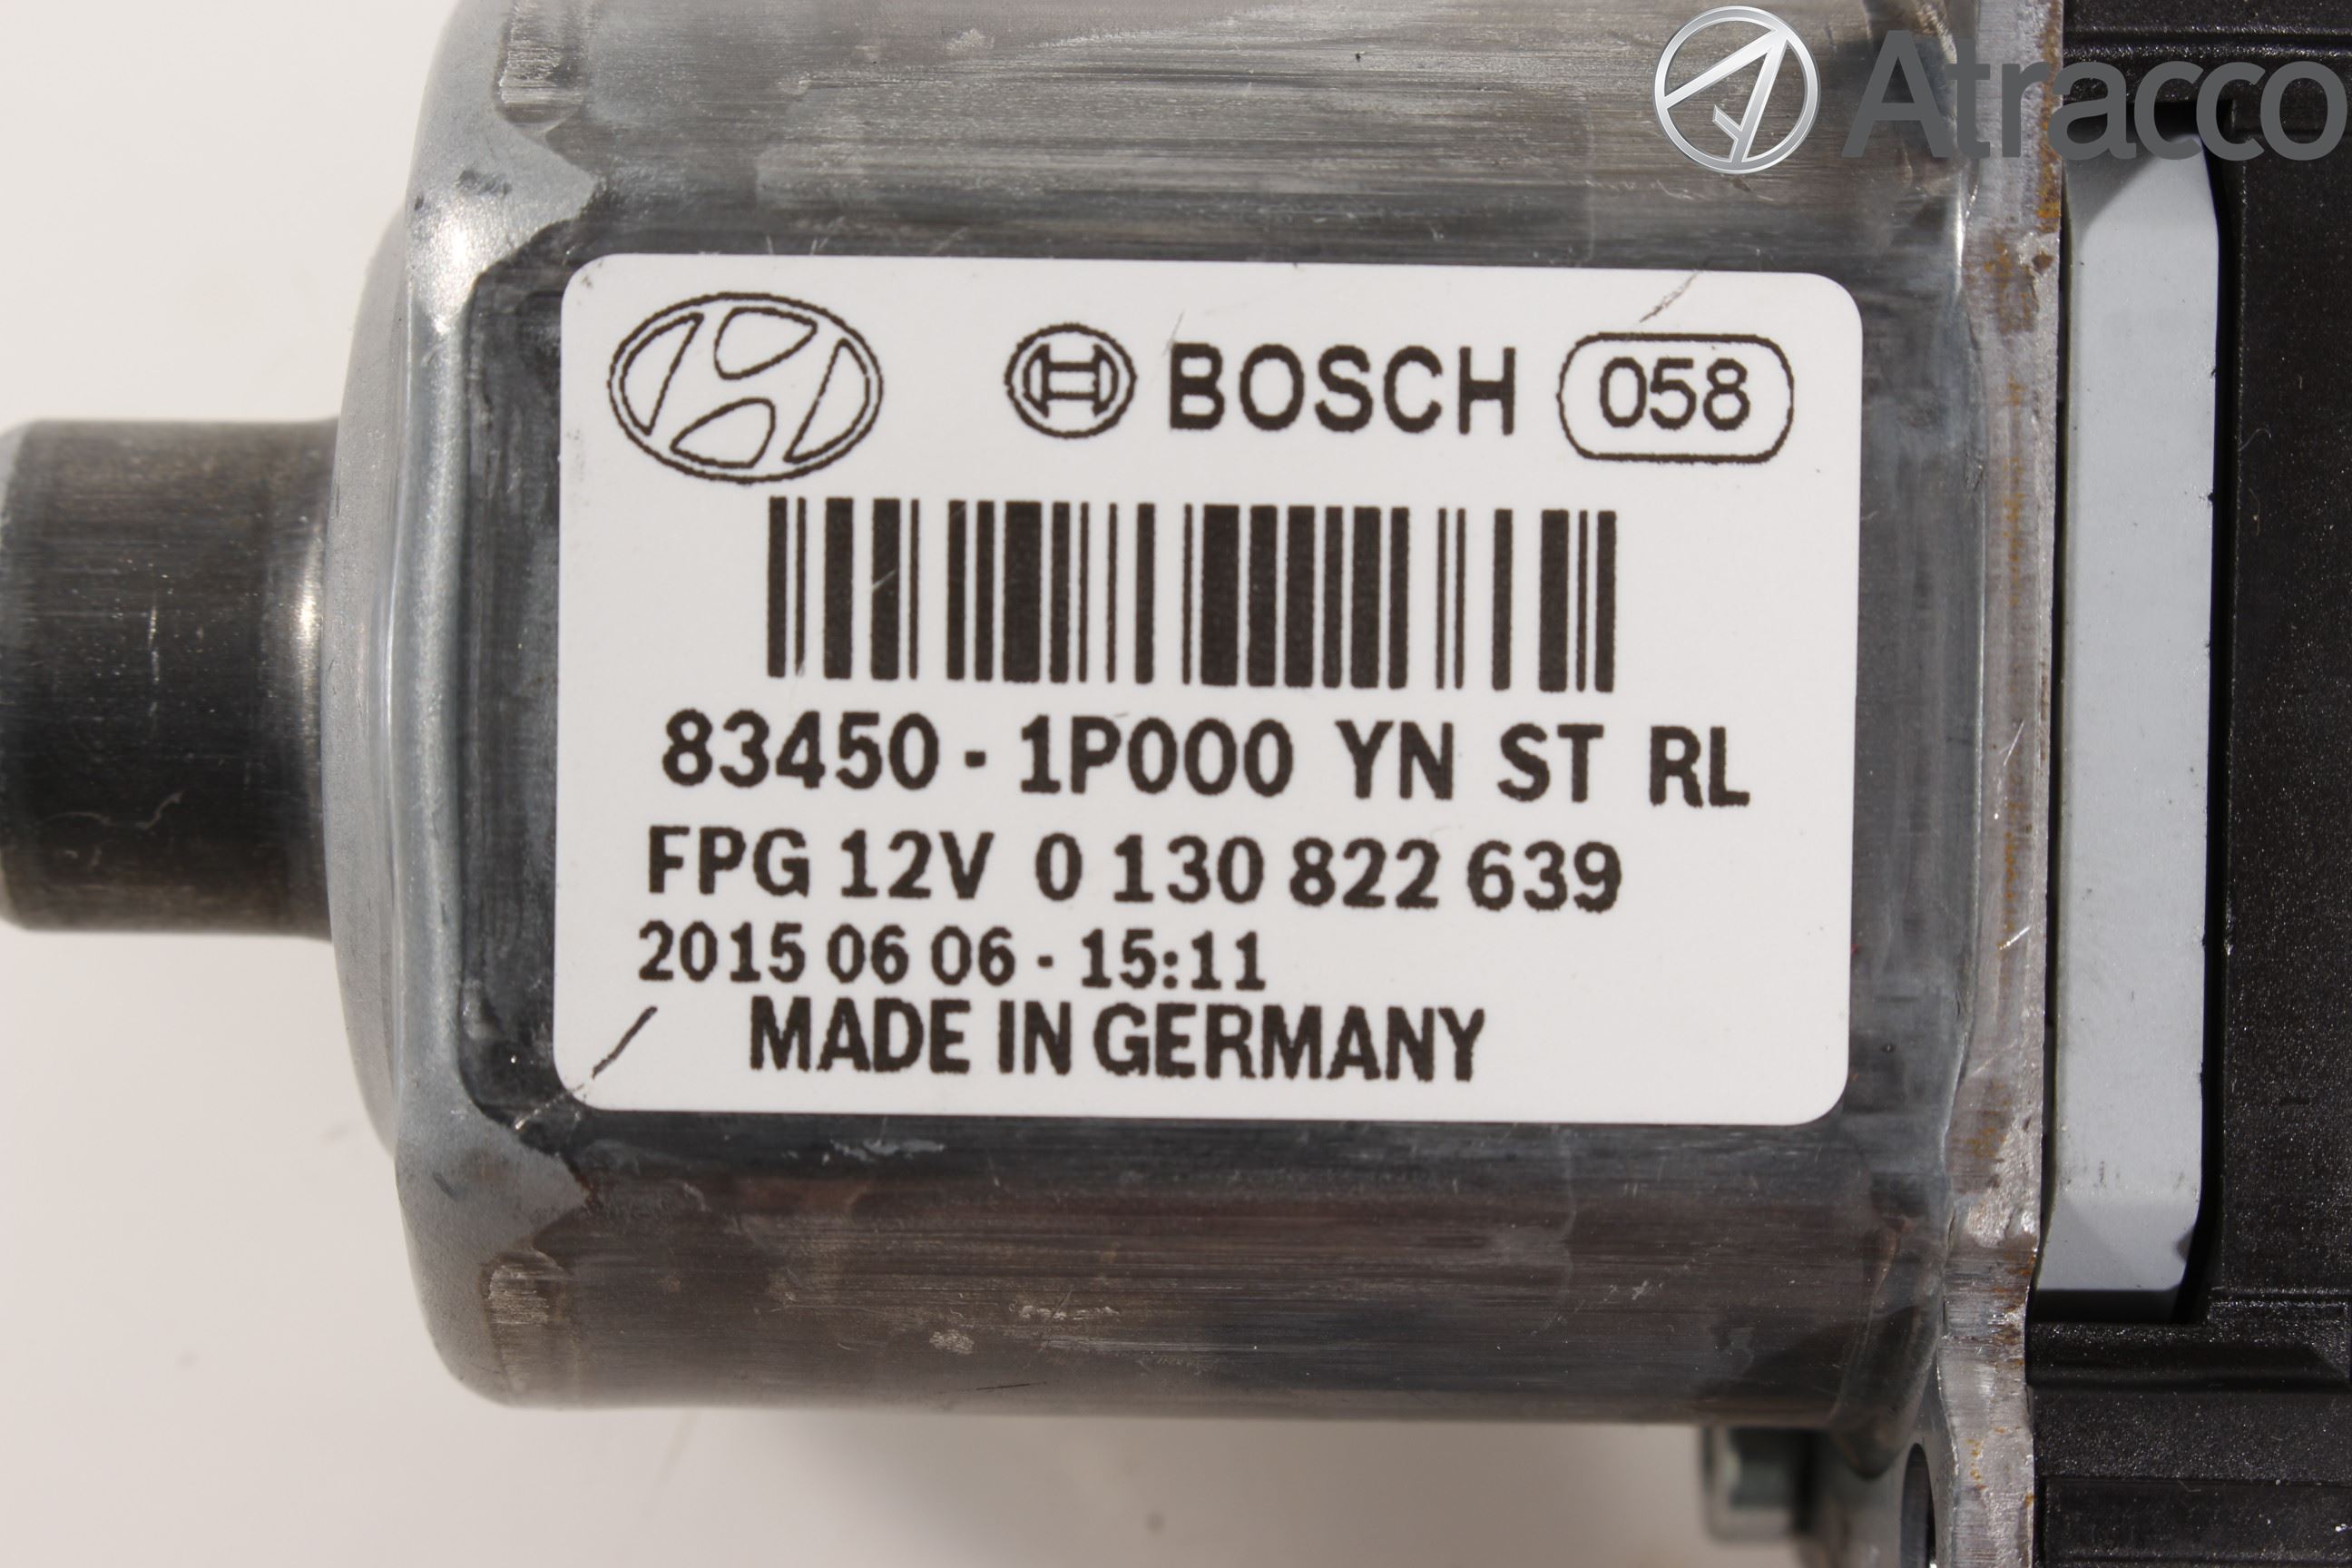 Atracco
BOSCH 058
83450 - 1P000 YN ST RL
FPG 12V 0 130 822 639
2015 06 06 - 15:11
MADE IN GERMANY